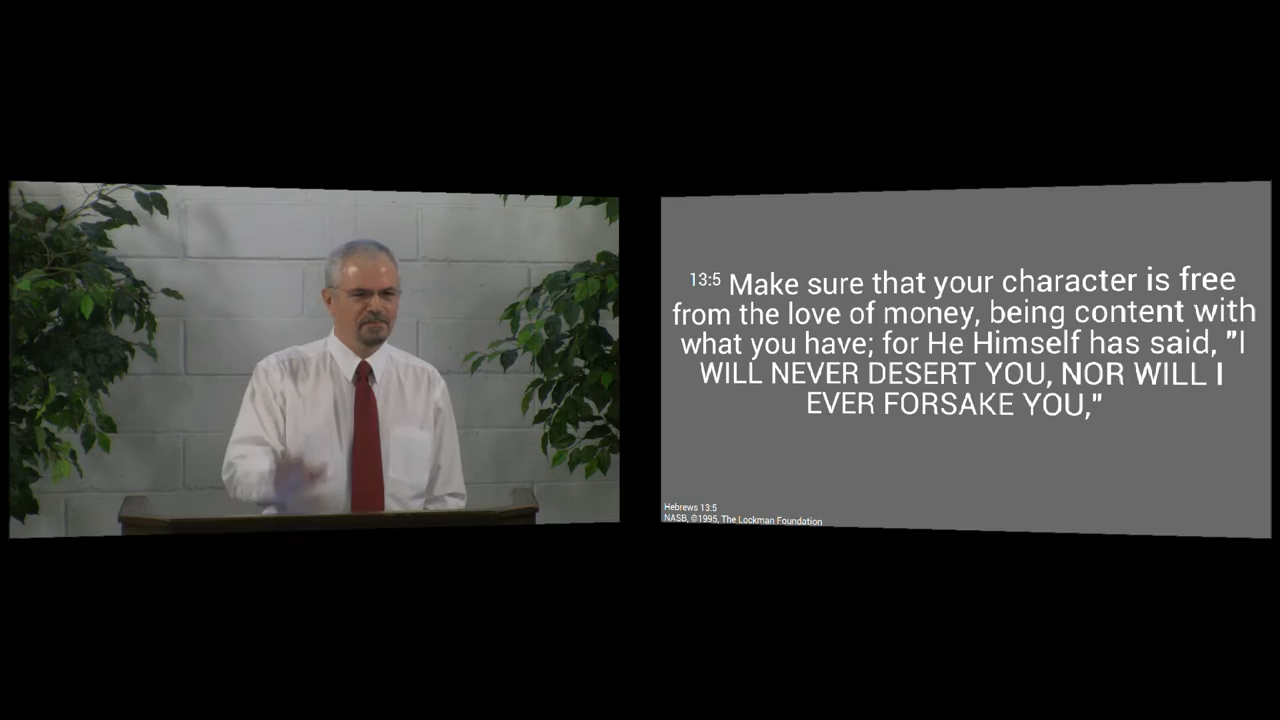 13:5 Make sure that your character is free
from the love of money, being content with
what you have; for He Himself has said, "I
WILL NEVER DESERT YOU, NOR WILL I
EVER FORSAKE YOU,"
Hebrews 13:5
NASB, ©1995, The Lockman Foundation